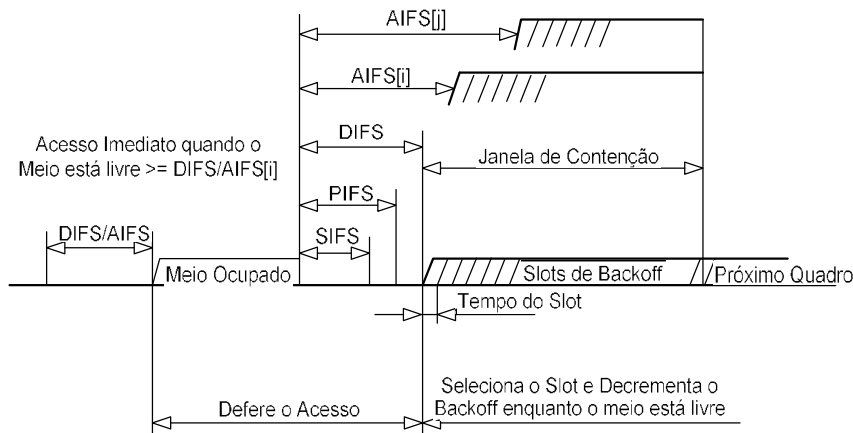 AIFS[j]
AIFS[i]
Acesso Imediato quando o
Meio está livre >= DIFS/AIFS[i]
DIFS
Janela de Contenção
PIFS
DIFS/AIFS
SIFS
Meio Ocupado
Slots de Backoff
Próximo Quadro
Tempo do Slot
Defere o Acesso
Seleciona o Slot e Decrementa o
Backoff enquanto o meio está livre